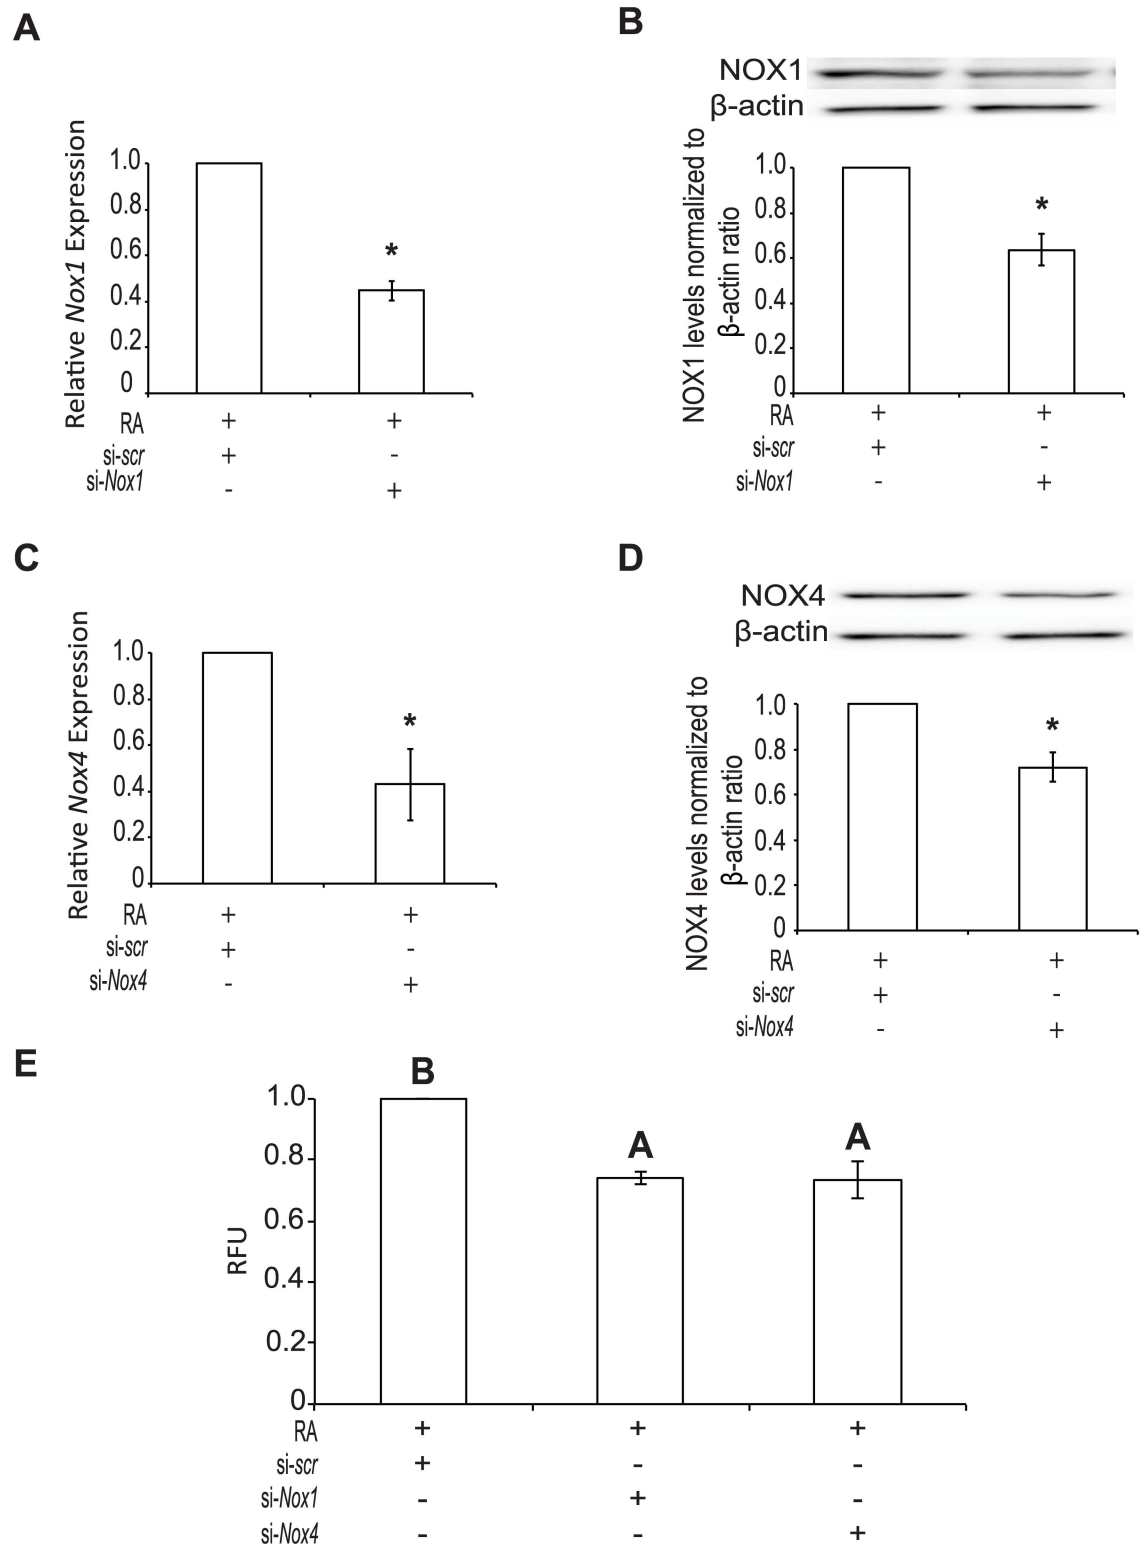 A
Relative Nox1 Expression
1.0
0.8
0.6
0.4
0.2
0
*
RA + +
si-scr + -
si-Nox1 - +
B
NOX1
β-actin
NOX1 levels normalized to
β-actin ratio
1.0
0.8
0.6
0.4
0.2
0
*
RA + +
si-scr + -
si-Nox1 - +
C
Relative Nox4 Expression
1.0
0.8
0.6
0.4
0.2
0
*
RA + +
si-scr + -
si-Nox4 - +
D
NOX4
β-actin
NOX4 levels normalized to
β-actin ratio
1.0
0.8
0.6
0.4
0.2
0
*
RA + +
si-scr + -
si-Nox4 - +
E
RFU
1.0
0.8
0.6
0.4
0.2
0
B A A
RA + + +
si-scr + - -
si-Nox1 - + -
si-Nox4 - - +